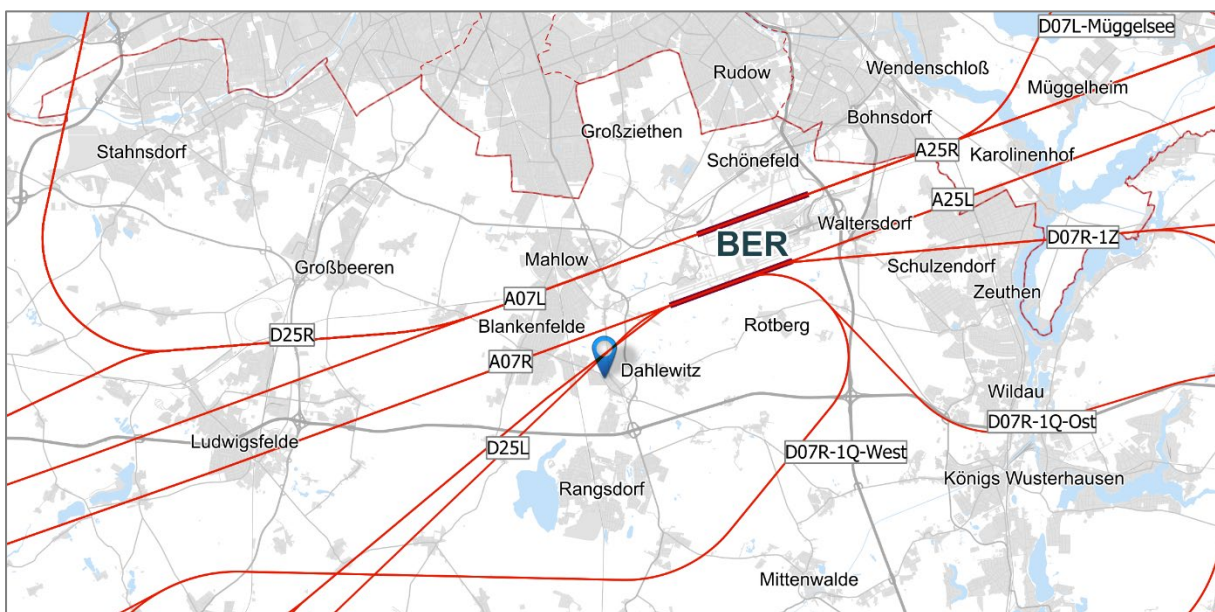 D07L-Müggelsee
Rudow
Wendenschloß
Müggelheim
Großziethen
Bohnsdorf
Stahnsdorf
A25R
Karolinenhof
Schönefeld
A25L
Waltersdorf
BER
D07R-1Z
Mahlow
Schulzendorf
Großbeeren
Zeuthen
A07L
Blankenfelde
Rotberg
D25R
A07R
Dahlewitz
Wildau
D07R-1Q-Ost
Ludwigsfelde
D25L
D07R-1Q-West
Königs Wusterhausen
Rangsdorf
Mittenwalde